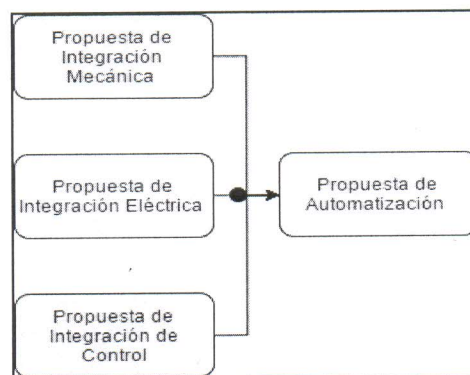 Propuesta de
Integración
Mecánica
Propuesta de
Integración Eléctrica
Propuesta de
Automatización
Propuesta de
Integración de
Control